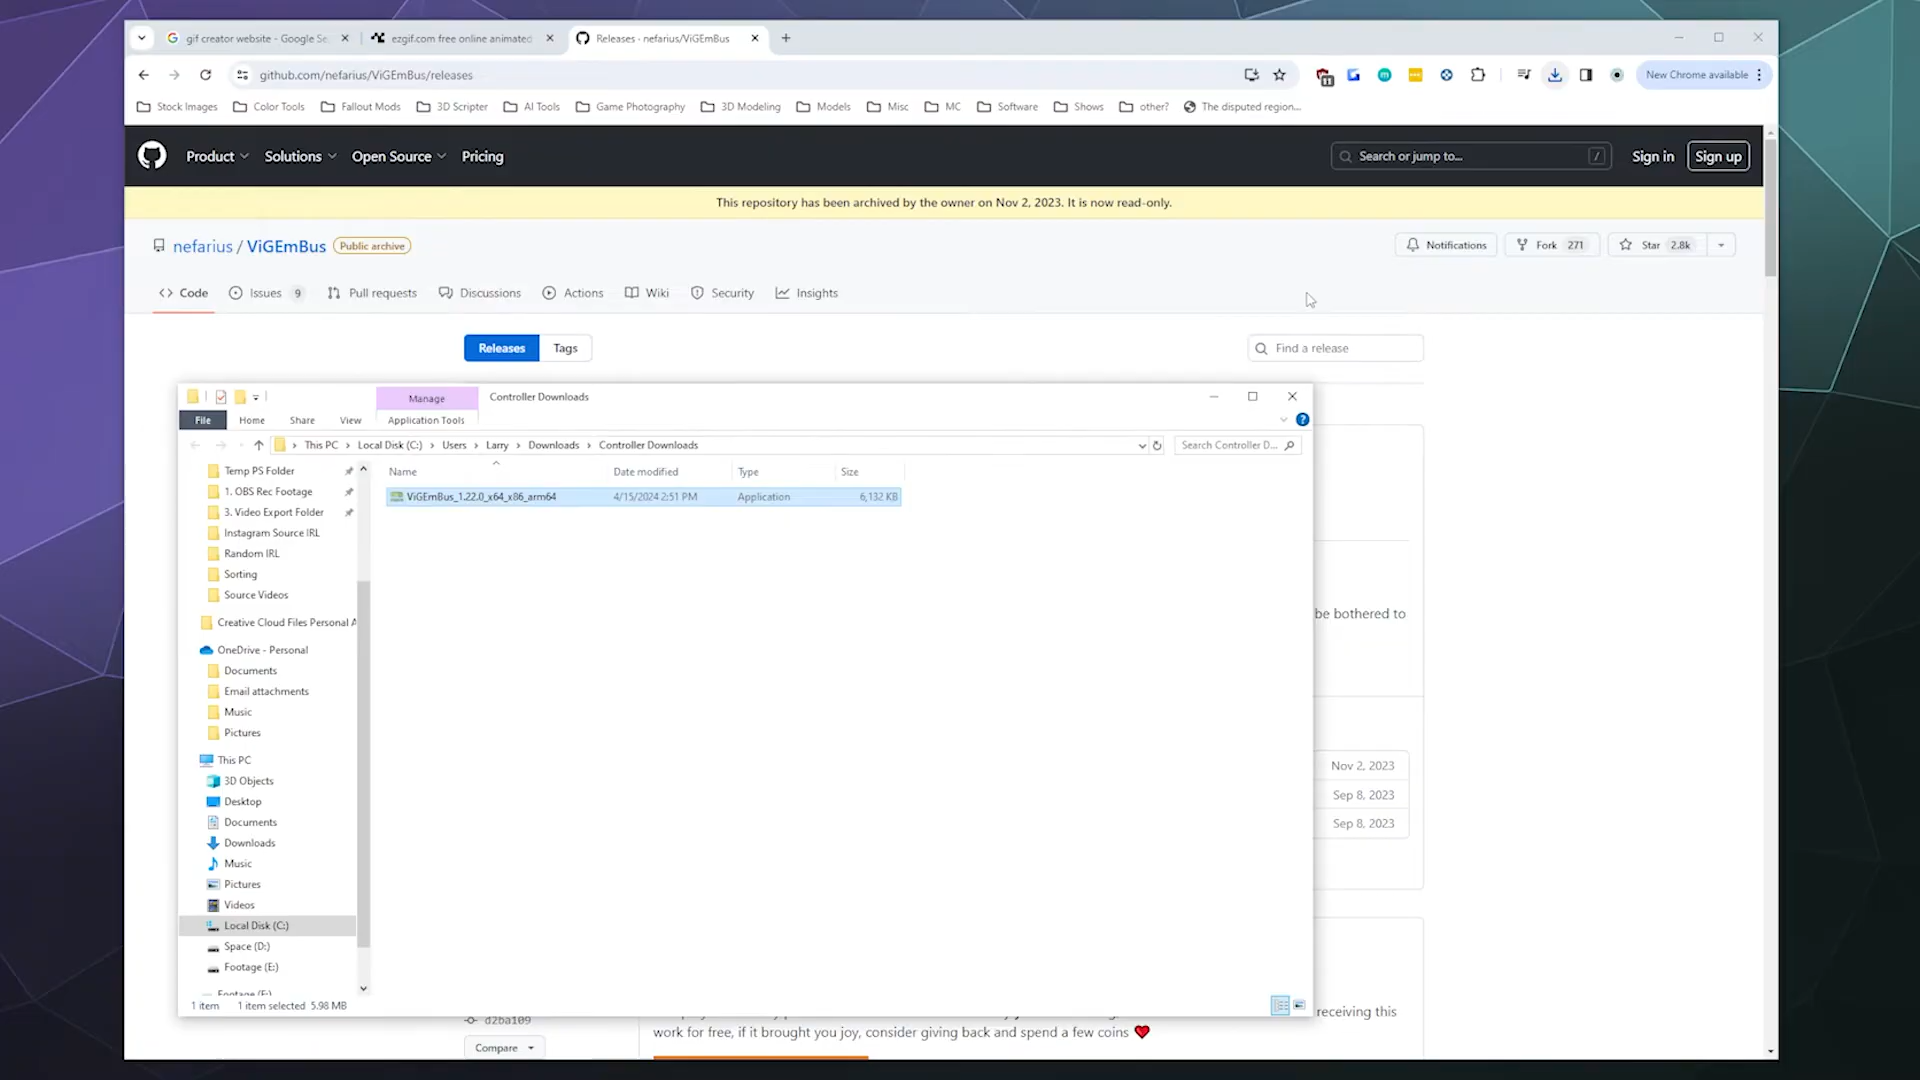 gif creator website - Google Se
ezgif.com free online animated
Releases · nefarius/ViGEmBus
github.com/nefarius/ViGEmBus/releases
New Chrome available
Stock Images
Color Tools
Fallout Mods
3D Scripter
AI Tools
Game Photography
3D Modeling
Models
Misc
MC
Software
Shows
other?
The disputed region...
Product
Solutions
Open Source
Pricing
Search or jump to...
/
Sign in
Sign up
This repository has been archived by the owner on Nov 2, 2023. It is now read-only.
nefarius / ViGEmBus
Public archive
Notifications
Fork 271
Star 2.8k
Code
Issues 9
Pull requests
Discussions
Actions
Wiki
Security
Insights
Releases
Tags
Find a release
Manage
Controller Downloads
File
Home
Share
View
Application Tools
This PC > Local Disk (C:) > Users > Larry > Downloads > Controller Downloads
Search Controller D...
Name
Date modified
Type
Size
ViGEmBus_1.22.0_x64_x86_arm64
4/15/2024 2:51 PM
Application
6,132 KB
Temp PS Folder
1. OBS Rec Footage
3. Video Export Folder
Instagram Source IRL
Random IRL
Sorting
Source Videos
Creative Cloud Files Personal A
OneDrive - Personal
Documents
Email attachments
Music
Pictures
This PC
3D Objects
Desktop
Documents
Downloads
Music
Pictures
Videos
Local Disk (C:)
Space (D:)
Footage (E:)
1 item
1 item selected 5.98 MB
be bothered to
Nov 2, 2023
Sep 8, 2023
Sep 8, 2023
receiving this
d2ba109
work for free, if it brought you joy, consider giving back and spend a few coins ❤
Compare